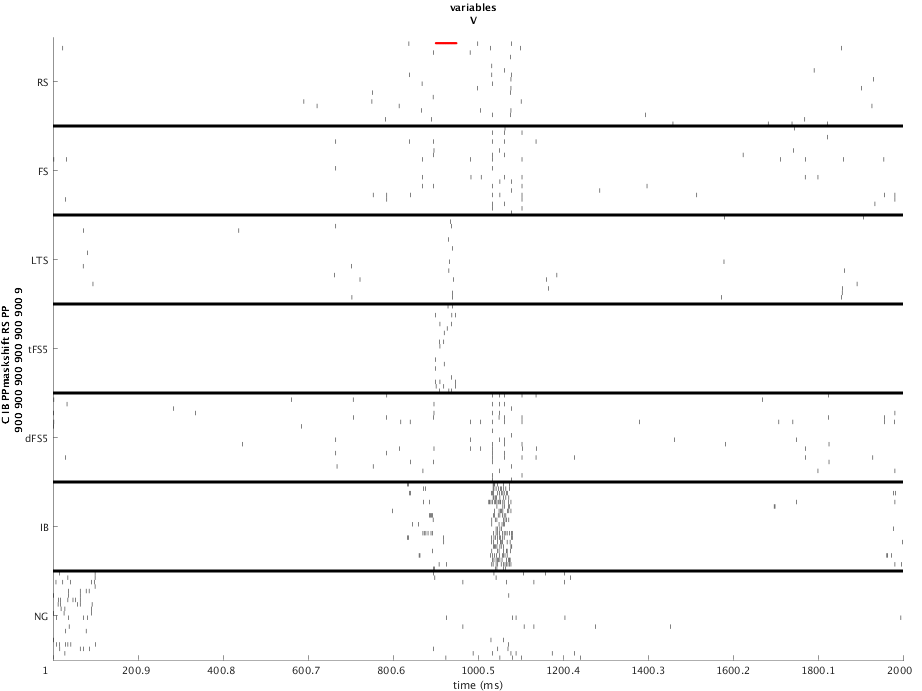 variables
V
C IB PPmaskshift RS PP
900 900 900 900 900 900 9
RS
FS
LTS
tFS5
dFS5
IB
NG
1 200.9 400.8 600.7 800.6 1000.5 1200.4 1400.3 1600.2 1800.1 2000
time (ms)